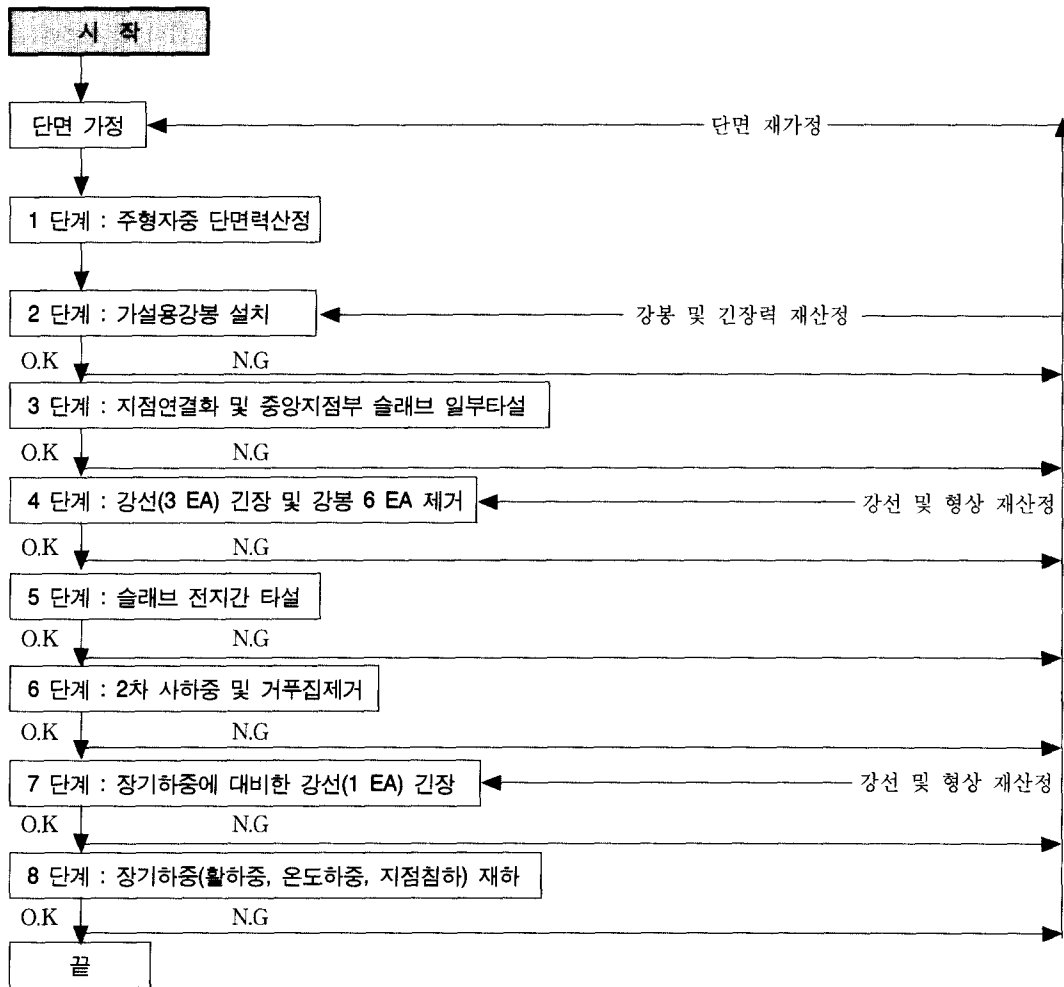 시 작
단면 가정
단면 재가정
1 단계 : 주형자중 단면력산정
2 단계 : 가설용강봉 설치
강봉 및 긴장력 재산정
O.K N.G
3 단계 : 지점연결화 및 중앙지점부 슬래브 일부타설
O.K N.G
4 단계 : 강선(3 EA) 긴장 및 강봉 6 EA 제거
강선 및 형상 재산정
O.K N.G
5 단계 : 슬래브 전지간 타설
O.K N.G
6 단계 : 2차 사하중 및 거푸집제거
O.K N.G
7 단계 : 장기하중에 대비한 강선(1 EA) 긴장
강선 및 형상 재산정
O.K N.G
8 단계 : 장기하중(활하중, 온도하중, 지점침하) 재하
O.K N.G
끝